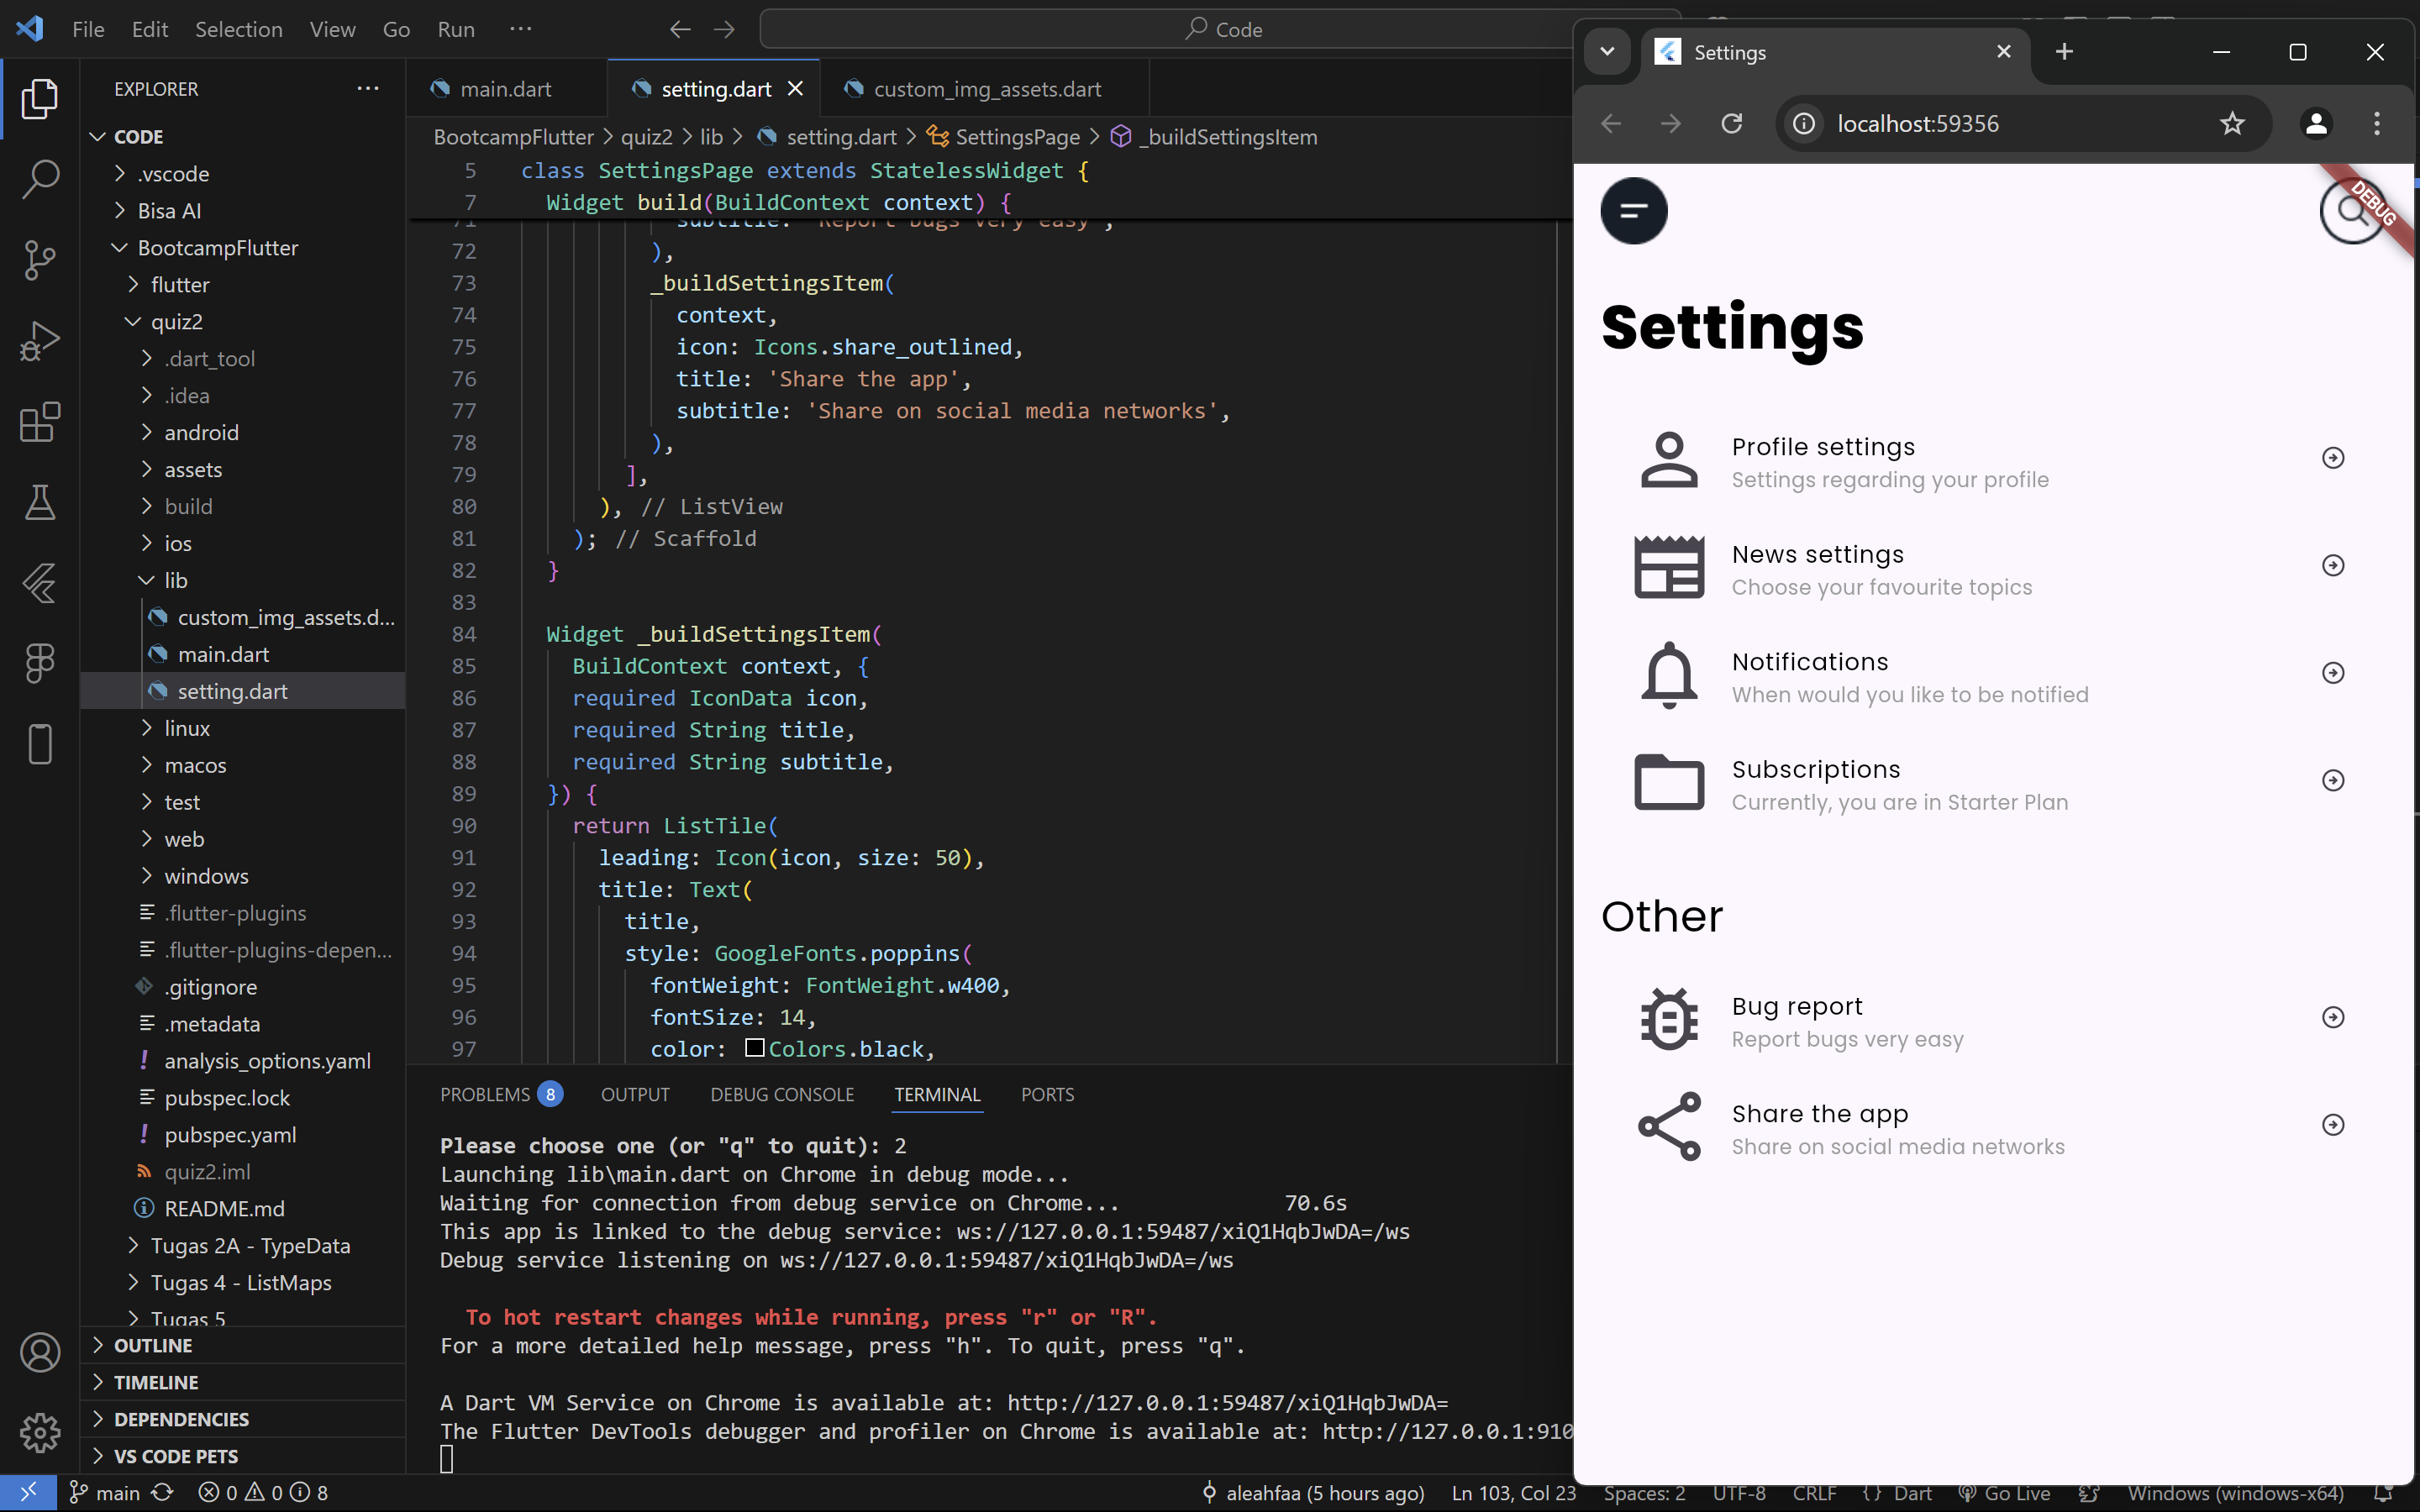 File Edit Selection View Go Run ···
Code
EXPLORER
CODE
.vscode
Bisa AI
BootcampFlutter
flutter
quiz2
.dart_tool
.idea
android
assets
build
ios
lib
custom_img_assets.d...
main.dart
setting.dart
linux
macos
test
web
windows
.flutter-plugins
.flutter-plugins-depen...
.gitignore
.metadata
analysis_options.yaml
pubspec.lock
pubspec.yaml
quiz2.iml
README.md
Tugas 2A - TypeData
Tugas 4 - ListMaps
Tugas 5
OUTLINE
TIMELINE
DEPENDENCIES
VS CODE PETS
main.dart setting.dart custom_img_assets.dart
BootcampFlutter > quiz2 > lib > setting.dart > SettingsPage > _buildSettingsItem
5 class SettingsPage extends StatelessWidget {
7 Widget build(BuildContext context) {
71 subtitle: 'Report bugs very easy',
72 ),
73 _buildSettingsItem(
74 context,
75 icon: Icons.share_outlined,
76 title: 'Share the app',
77 subtitle: 'Share on social media networks',
78 ),
79 ],
80 ), // ListView
81 ); // Scaffold
82 }
83
84 Widget _buildSettingsItem(
85 BuildContext context, {
86 required IconData icon,
87 required String title,
88 required String subtitle,
89 }) {
90 return ListTile(
91 leading: Icon(icon, size: 50),
92 title: Text(
93 title,
94 style: GoogleFonts.poppins(
95 fontWeight: FontWeight.w400,
96 fontSize: 14,
97 color: Colors.black,
PROBLEMS 8 OUTPUT DEBUG CONSOLE TERMINAL PORTS
Please choose one (or "q" to quit): 2
Launching lib\main.dart on Chrome in debug mode...
Waiting for connection from debug service on Chrome... 70.6s
This app is linked to the debug service: ws://127.0.0.1:59487/xiQ1HqbJwDA=/ws
Debug service listening on ws://127.0.0.1:59487/xiQ1HqbJwDA=/ws
To hot restart changes while running, press "r" or "R".
For a more detailed help message, press "h". To quit, press "q".
A Dart VM Service on Chrome is available at: http://127.0.0.1:59487/xiQ1HqbJwDA=
The Flutter DevTools debugger and profiler on Chrome is available at: http://127.0.0.1:910
main 0 0 8
aleahfaa (5 hours ago) Ln 103, Col 23 Spaces: 2 UTF-8 CRLF {} Dart Go Live Windows (windows-x64)
Settings
localhost:59356
DEBUG
Settings
Profile settings
Settings regarding your profile
News settings
Choose your favourite topics
Notifications
When would you like to be notified
Subscriptions
Currently, you are in Starter Plan
Other
Bug report
Report bugs very easy
Share the app
Share on social media networks